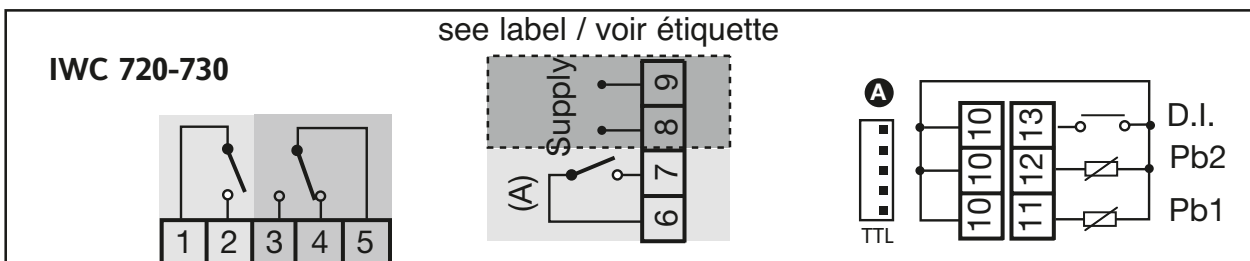 see label / voir étiquette
IWC 720-730
1 2 3 4 5
Supply
(A)
9
8
7
6
A
TTL
10 13 D.I.
10 12 Pb2
10 11 Pb1